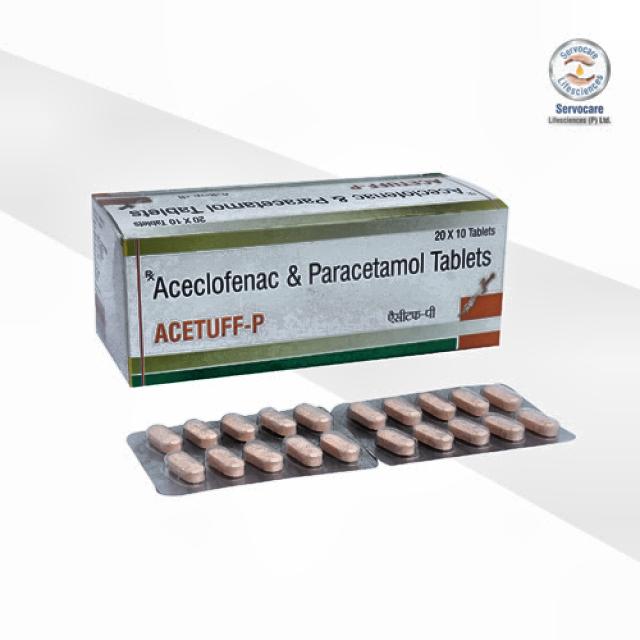 Servocare
Lifesciences
Servocare
Lifesciences (P) Ltd.
Aceclofenac & Paracetamol Tablets
ACETUFF-P
20 X 10 Tablets
20 X 10 Tablets
℞ Aceclofenac & Paracetamol Tablets
ACETUFF-P
ऐसीटफ-पी